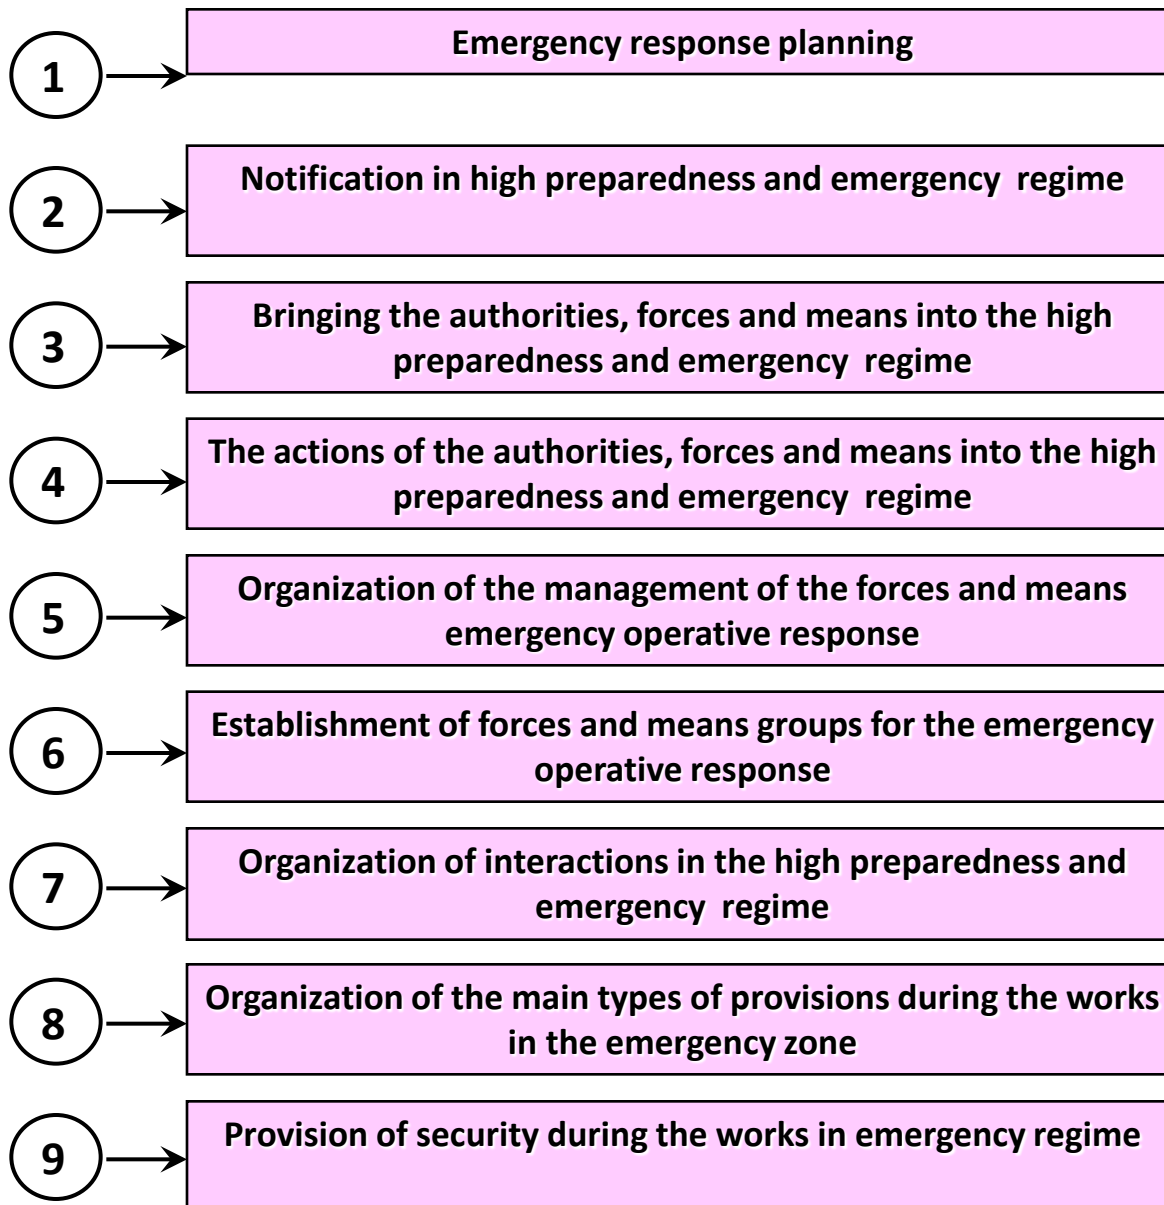 1
Emergency response planning
2
Notification in high preparedness and emergency regime
3
Bringing the authorities, forces and means into the high
preparedness and emergency regime
4
The actions of the authorities, forces and means into the high
preparedness and emergency regime
5
Organization of the management of the forces and means
emergency operative response
6
Establishment of forces and means groups for the emergency
operative response
7
Organization of interactions in the high preparedness and
emergency regime
8
Organization of the main types of provisions during the works
in the emergency zone
9
Provision of security during the works in emergency regime